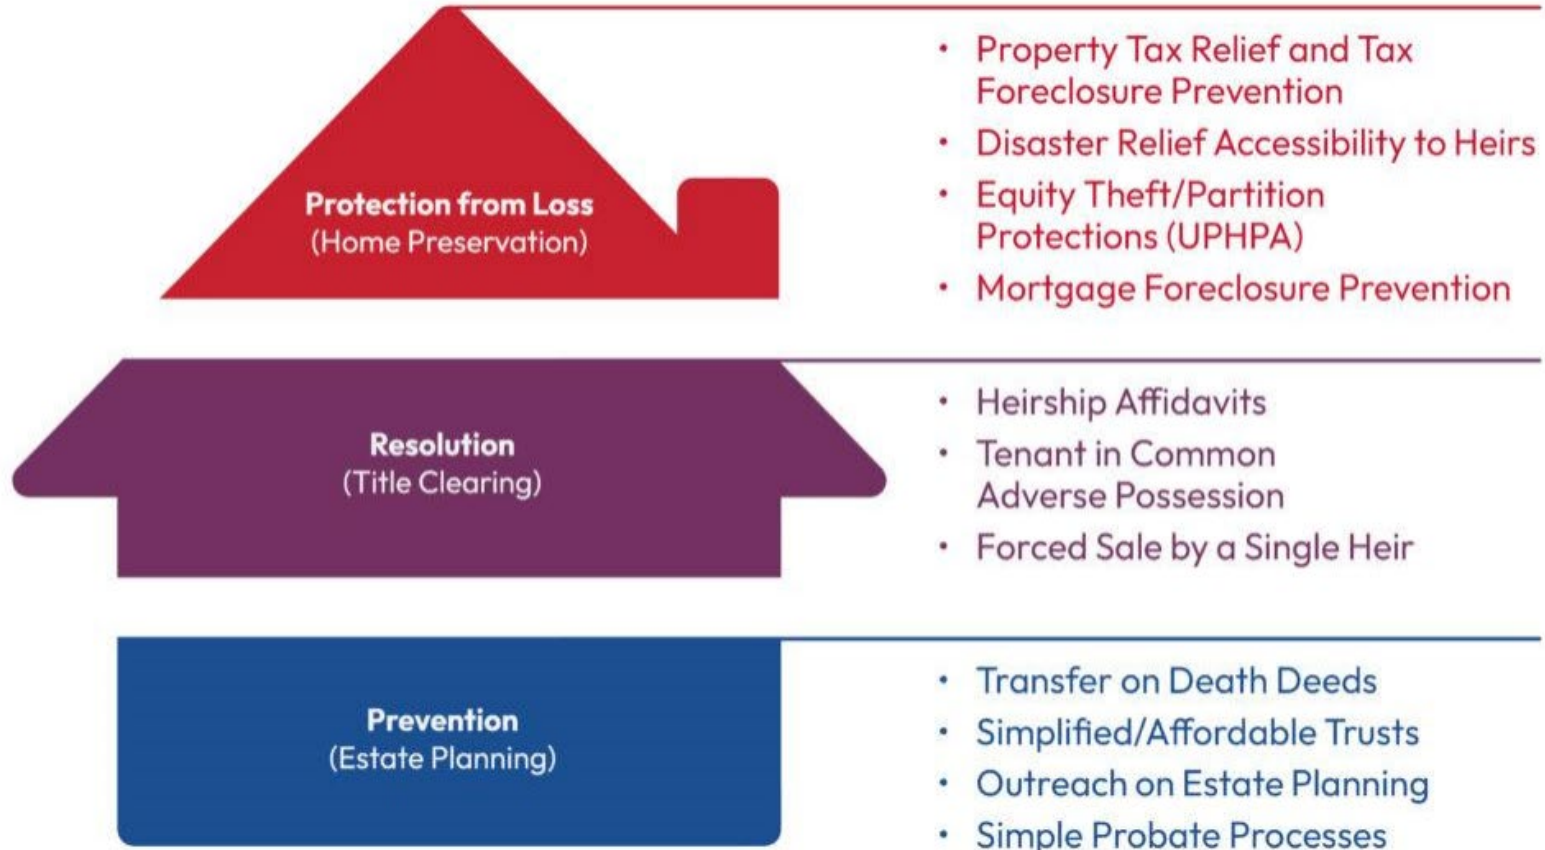 Protection from Loss
(Home Preservation)
• Property Tax Relief and Tax
Foreclosure Prevention
• Disaster Relief Accessibility to Heirs
• Equity Theft/Partition
Protections (UPHPA)
• Mortgage Foreclosure Prevention
Resolution
(Title Clearing)
• Heirship Affidavits
• Tenant in Common
Adverse Possession
• Forced Sale by a Single Heir
Prevention
(Estate Planning)
• Transfer on Death Deeds
• Simplified/Affordable Trusts
• Outreach on Estate Planning
• Simple Probate Processes